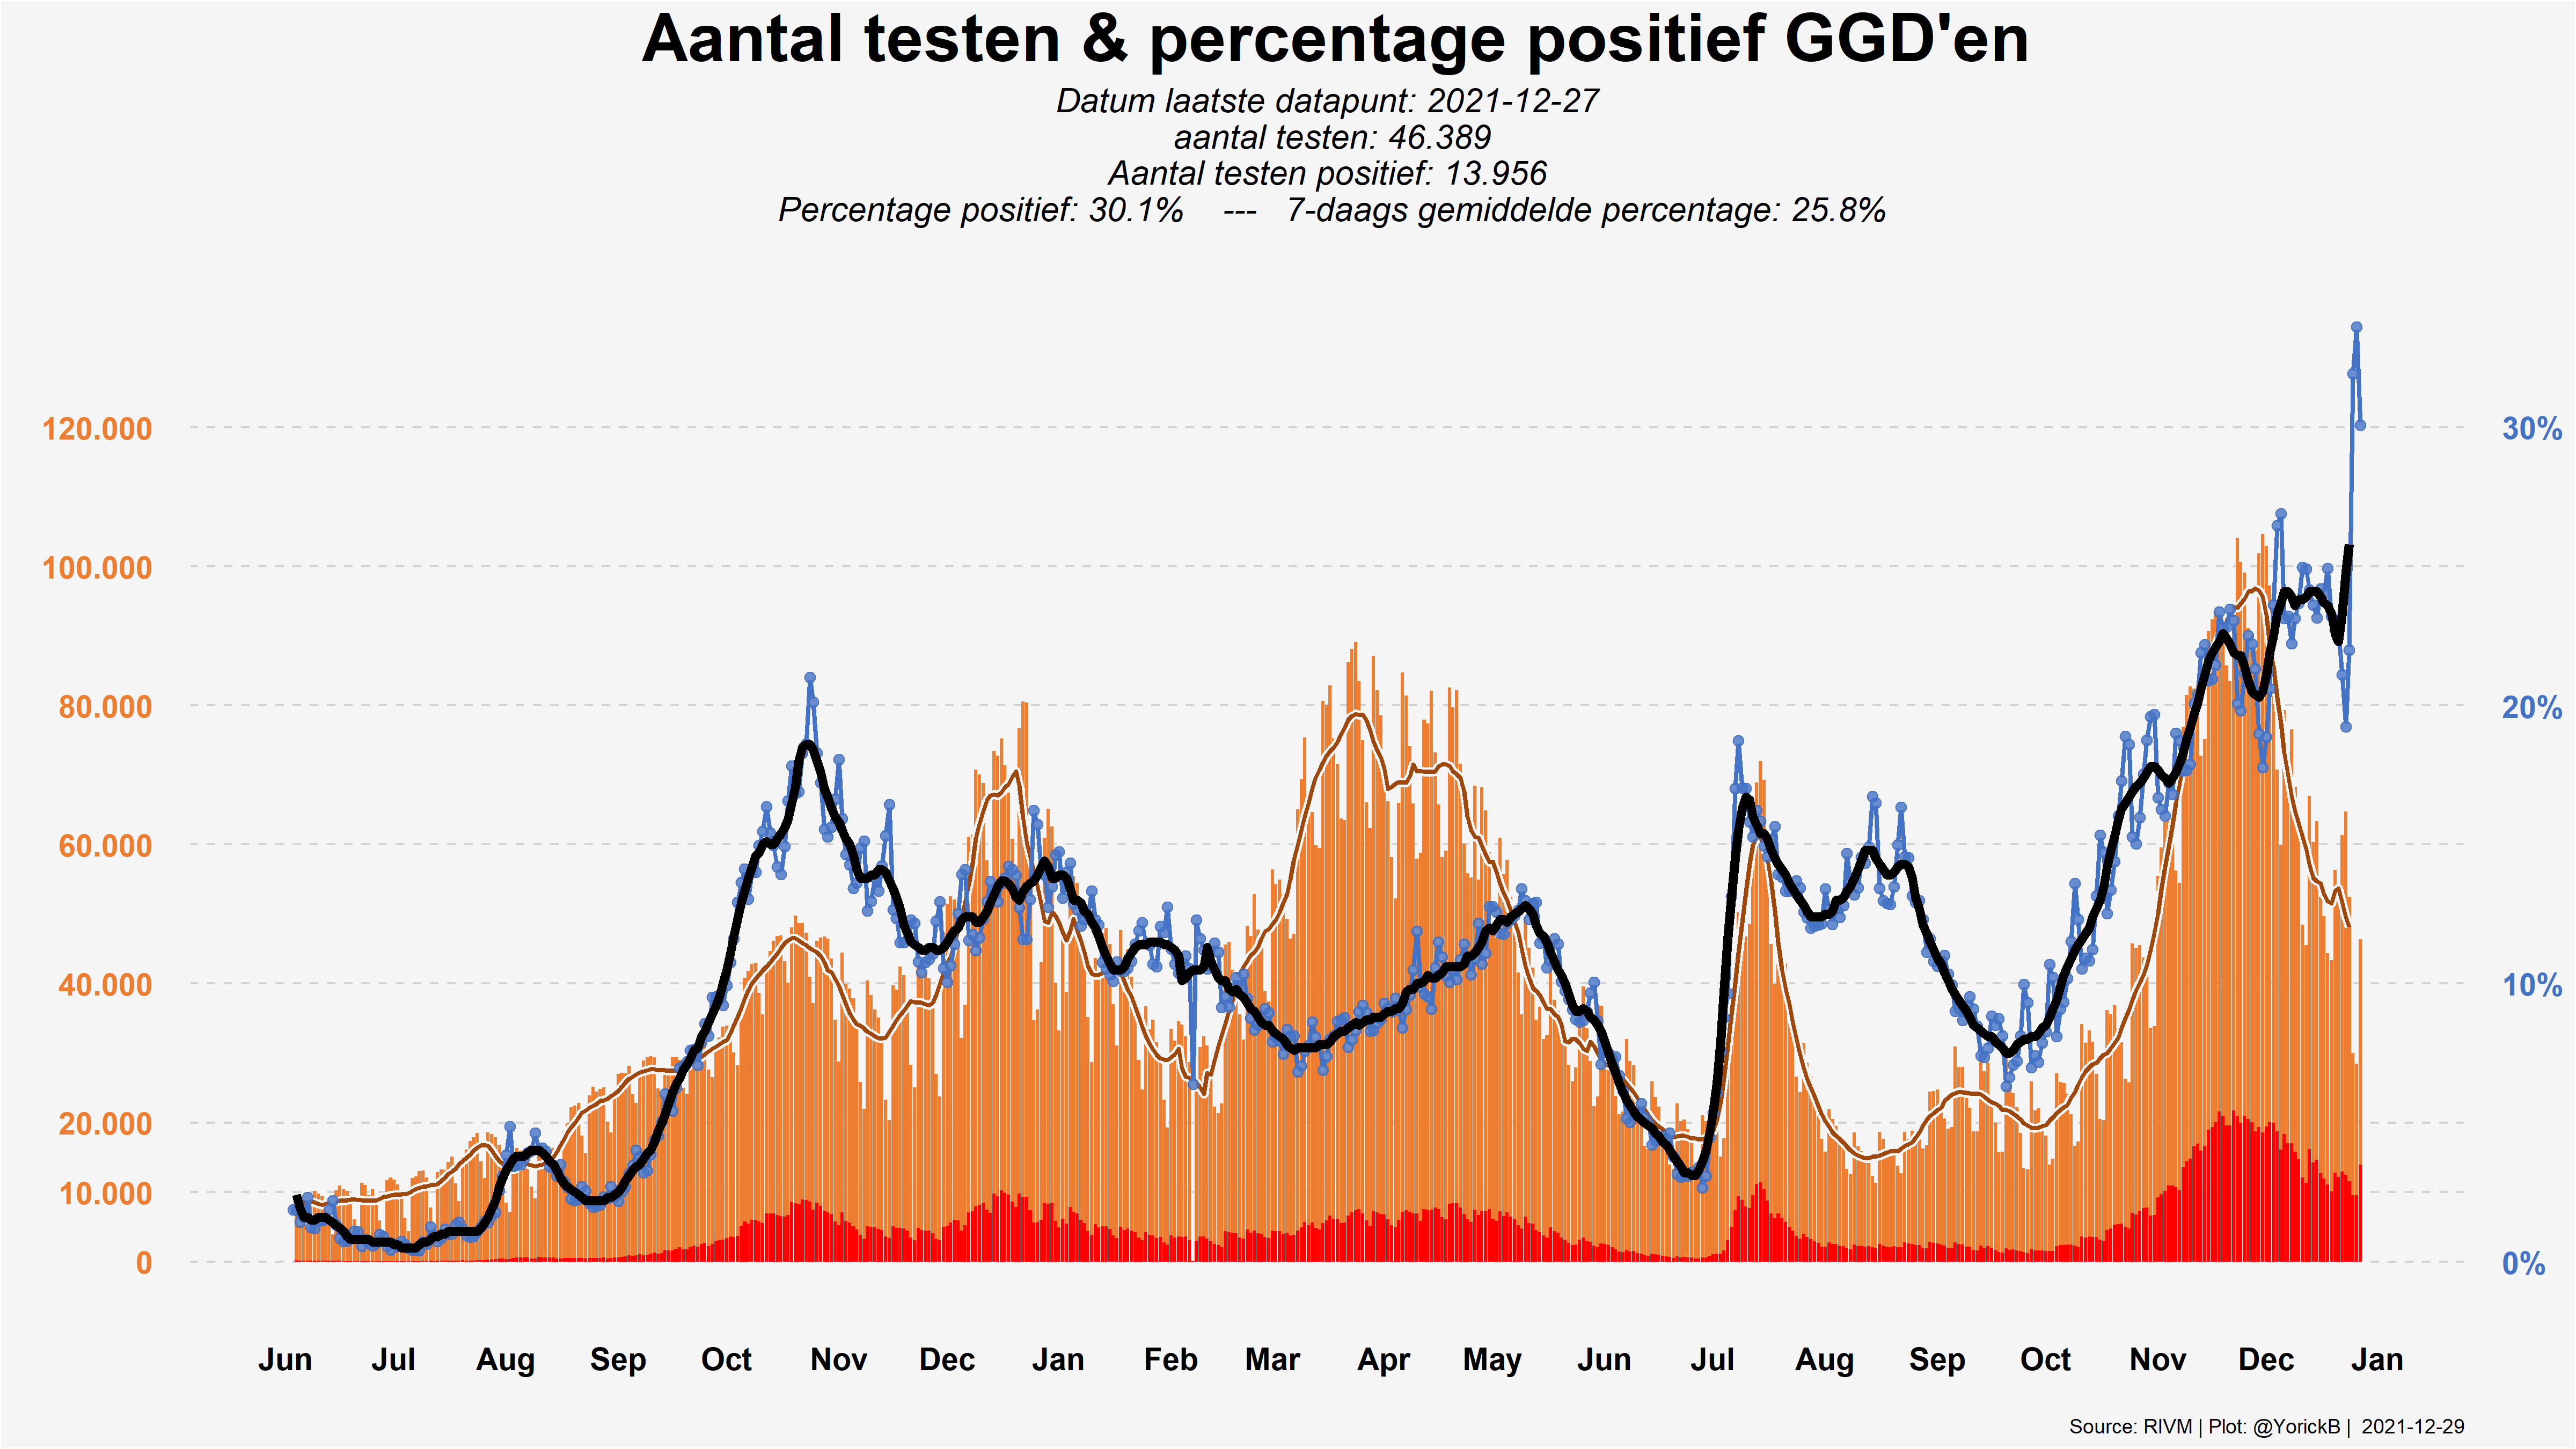 Aantal testen & percentage positief GGD'en
Datum laatste datapunt: 2021-12-27
aantal testen: 46.389
Aantal testen positief: 13.956
Percentage positief: 30.1% --- 7-daags gemiddelde percentage: 25.8%
120.000 30%
100.000
80.000 20%
60.000
40.000 10%
20.000
10.000
0 0%
Jun Jul Aug Sep Oct Nov Dec Jan Feb Mar Apr May Jun Jul Aug Sep Oct Nov Dec Jan
Source: RIVM | Plot: @YorickB | 2021-12-29